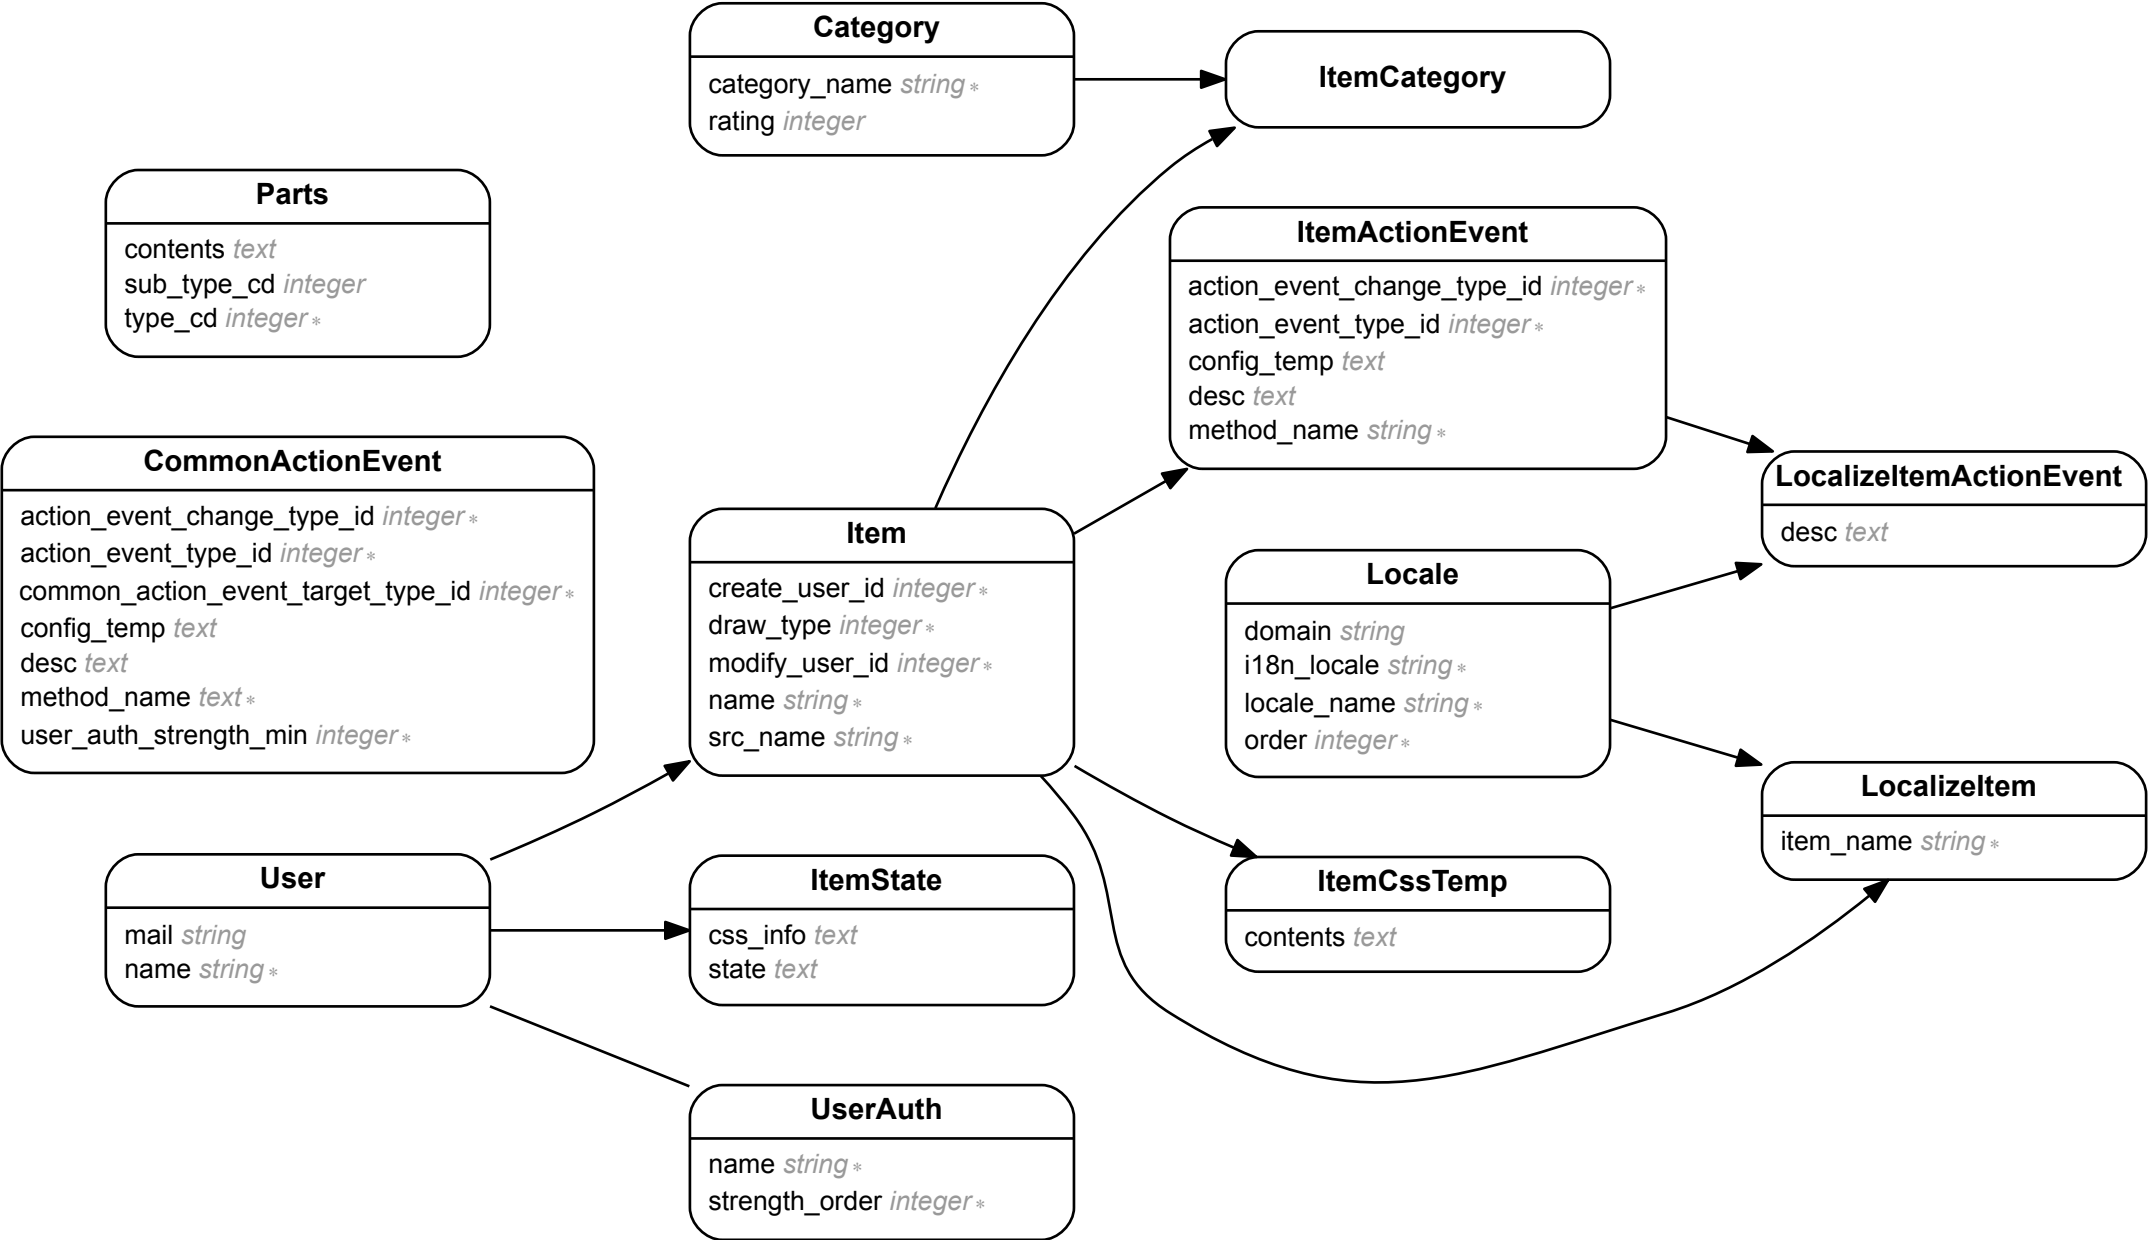 Category
category_name string*
rating integer
ItemCategory
Parts
contents text
sub_type_cd integer
type_cd integer*
ItemActionEvent
action_event_change_type_id integer*
action_event_type_id integer*
config_temp text
desc text
method_name string*
CommonActionEvent
action_event_change_type_id integer*
action_event_type_id integer*
common_action_event_target_type_id integer*
config_temp text
desc text
method_name text*
user_auth_strength_min integer*
LocalizeItemActionEvent
desc text
Item
create_user_id integer*
draw_type integer*
modify_user_id integer*
name string*
src_name string*
Locale
domain string
i18n_locale string*
locale_name string*
order integer*
LocalizeItem
item_name string*
User
mail string
name string*
ItemState
css_info text
state text
ItemCssTemp
contents text
UserAuth
name string*
strength_order integer*